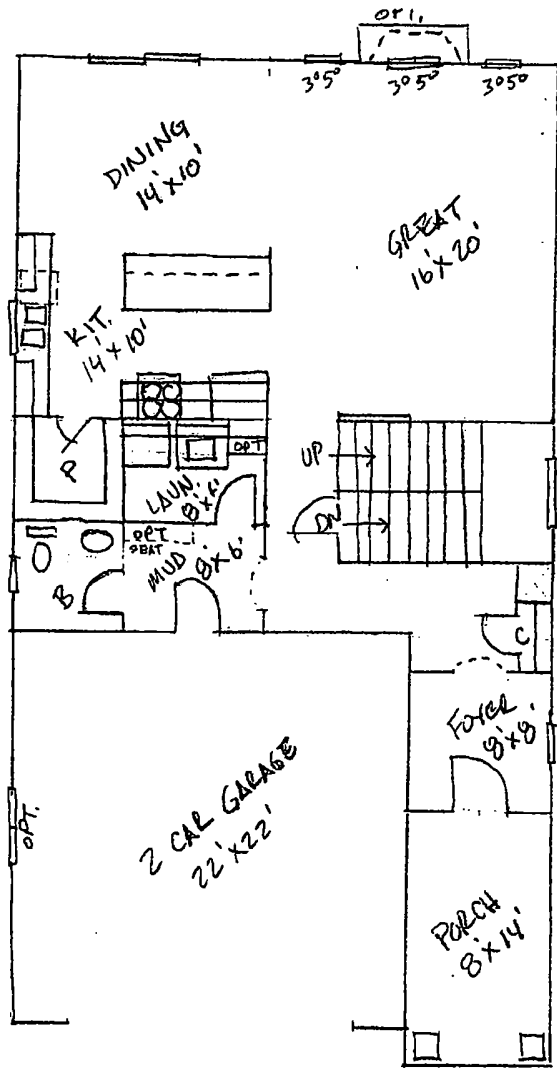 OPT.
3°5° 3°5° 3°5°
DINING
14'X10'
GREAT
16'X20'
KIT.
14'X10'
P
OPT
LAUN.
8'X6'
UP
DN
OPT
SEAT
MUD
8'X6'
B
C
FOYER
8'X8'
2 CAR GARAGE
22'X22'
OPT.
PORCH
8'X14'